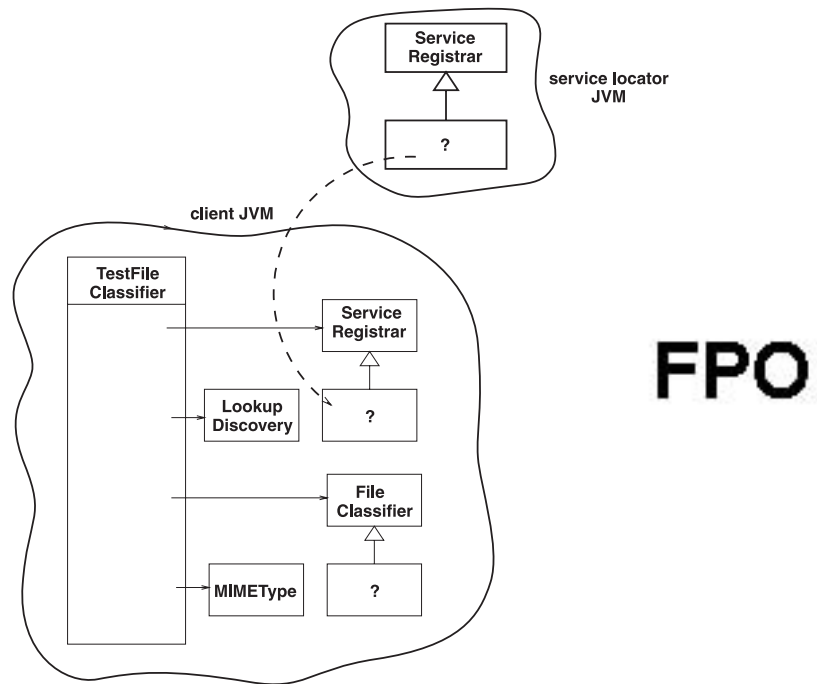 Service
Registrar
service locator
JVM
?
client JVM
TestFile
Classifier
Service
Registrar
FPO
Lookup
Discovery
?
File
Classifier
MIMEType
?